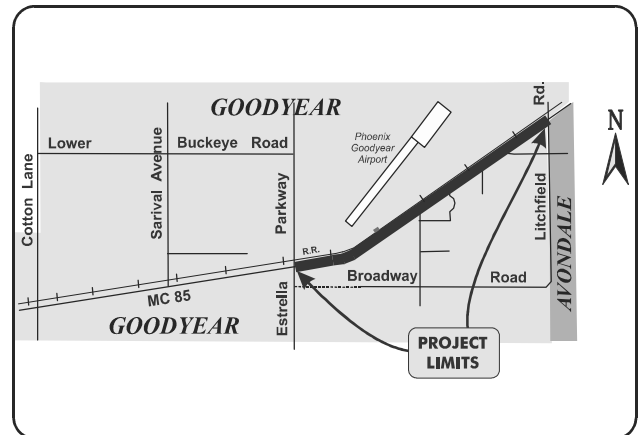 GOODYEAR
Rd.
N
Phoenix
Goodyear
Airport
Lower Buckeye Road
Cotton Lane
Sarival Avenue
Estrella Parkway
Litchfield
AVONDALE
R.R.
Broadway Road
MC 85
GOODYEAR
PROJECT
LIMITS